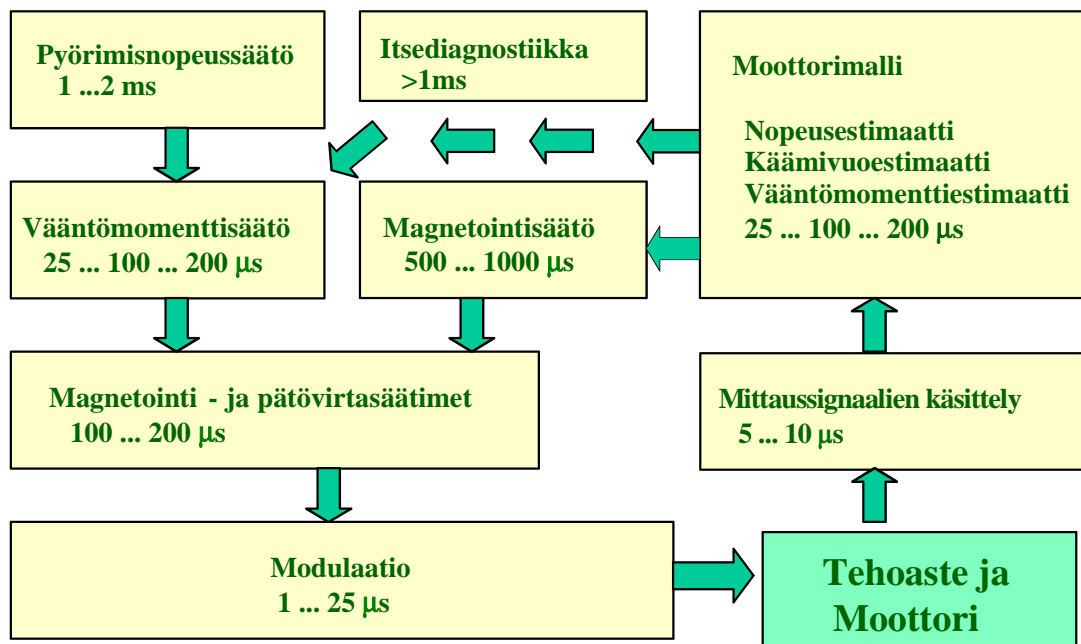 Pyörimisnopeussäätö
1 ...2 ms
Itsediagnostiikka
>1ms
Moottorimalli
Nopeusestimaatti
Käämivuoestimaatti
Vääntömomenttiestimaatti
25 ... 100 ... 200 µs
Vääntömomenttisäätö
25 ... 100 ... 200 µs
Magnetointisäätö
500 ... 1000 µs
Magnetointi - ja pätövirtasäätimet
100 ... 200 µs
Mittaussignaalien käsittely
5 ... 10 µs
Modulaatio
1 ... 25 µs
Tehoaste ja
Moottori